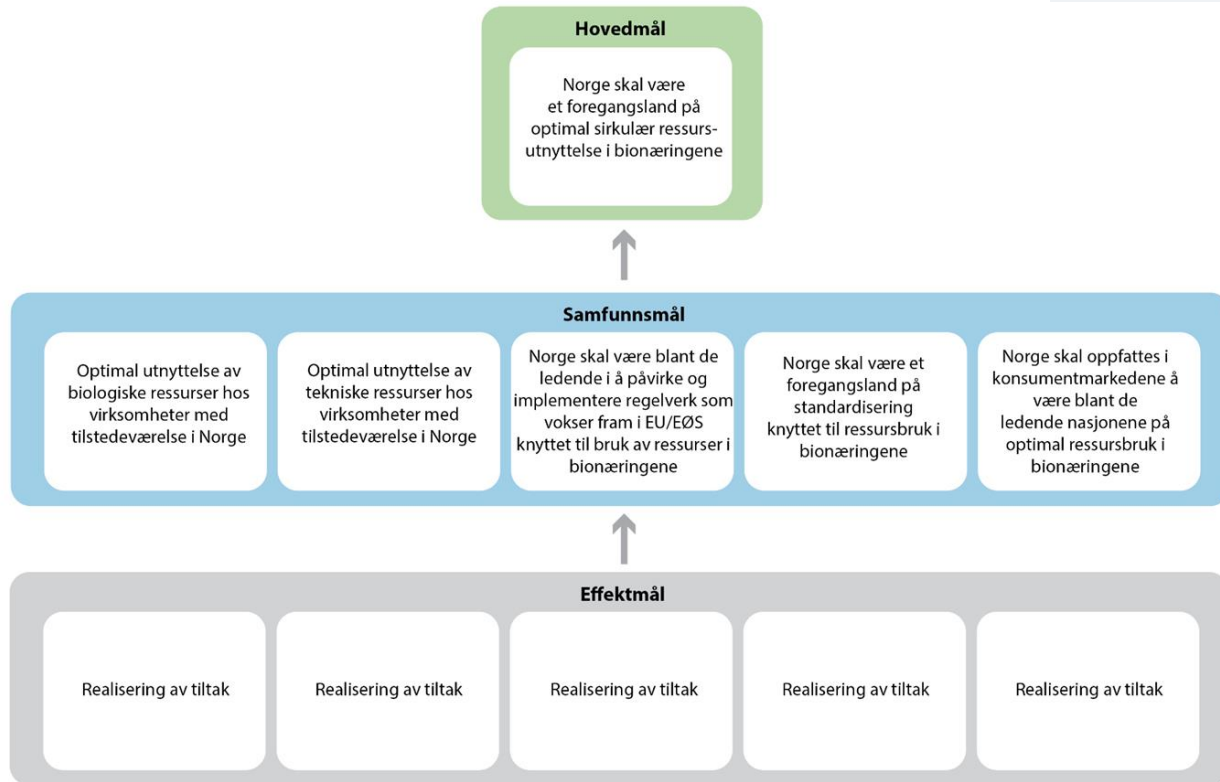 Hovedmål
Norge skal være
et foregangsland på
optimal sirkulær ressurs-
utnyttelse i bionæringene
Samfunnsmål
Optimal utnyttelse av
biologiske ressurser hos
virksomheter med
tilstedeværelse i Norge
Optimal utnyttelse av
tekniske ressurser hos
virksomheter med
tilstedeværelse i Norge
Norge skal være blant de
ledende i å påvirke og
implementere regelverk som
vokser fram i EU/EØS
knyttet til bruk av ressurser i
bionæringene
Norge skal være et
foregangsland på
standardisering
knyttet til ressursbruk i
bionæringene
Norge skal oppfattes i
konsumentmarkedene å
være blant de
ledende nasjonene på
optimal ressursbruk i
bionæringene
Effektmål
Realisering av tiltak
Realisering av tiltak
Realisering av tiltak
Realisering av tiltak
Realisering av tiltak